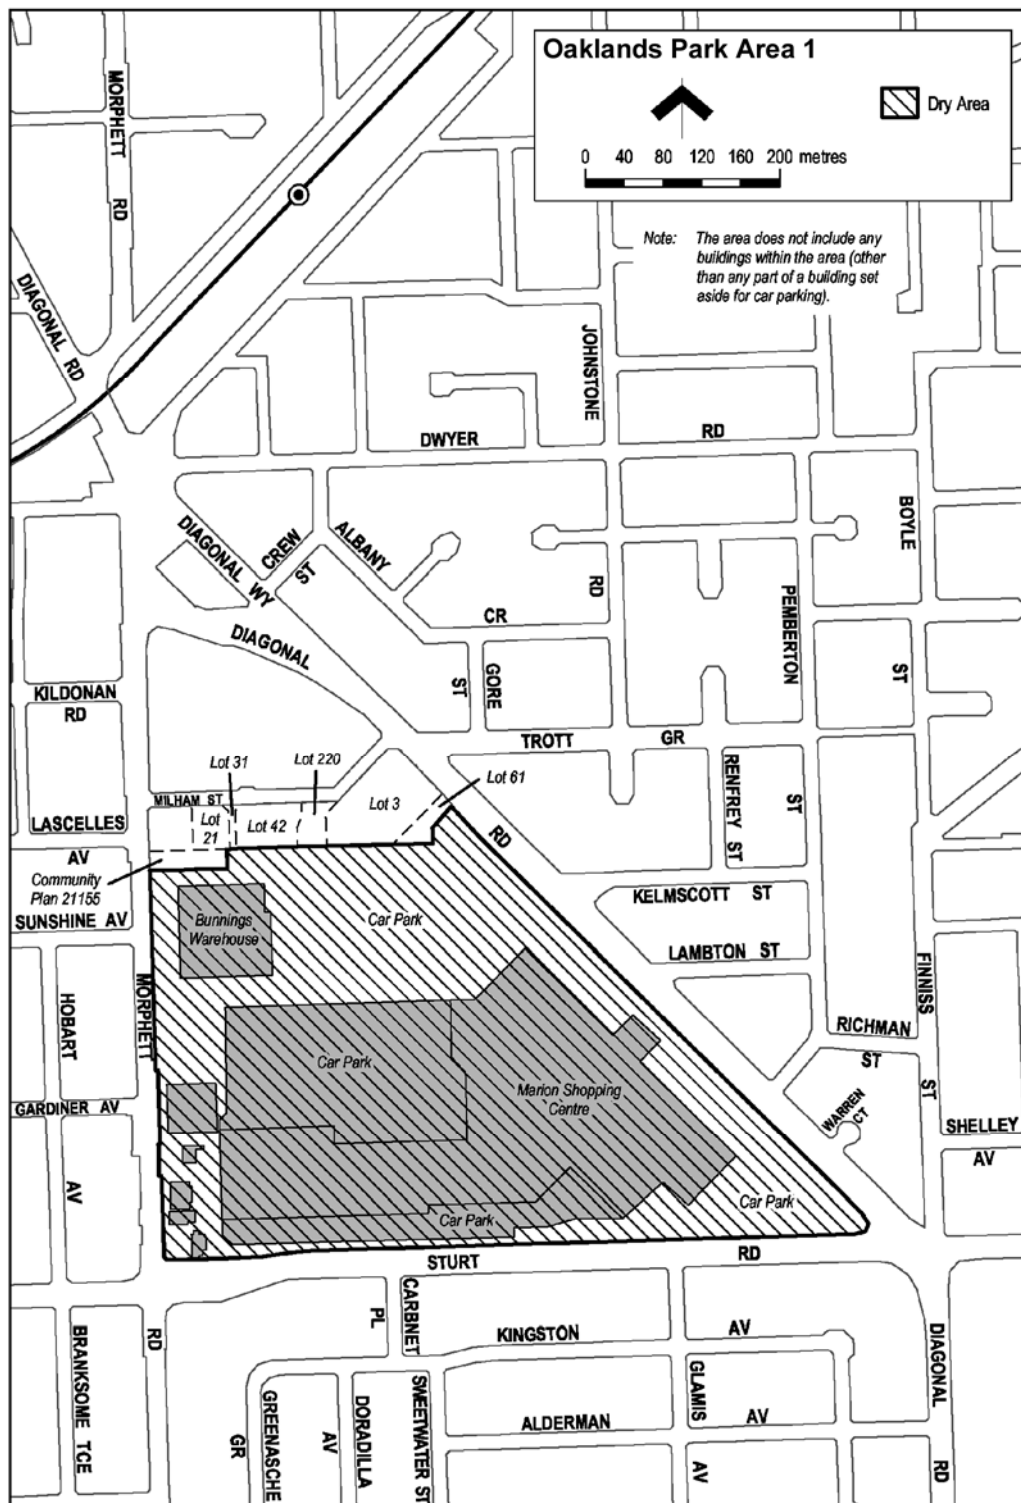 Oaklands Park Area 1
Dry Area
0 40 80 120 160 200 metres
Note: The area does not include any
buildings within the area (other
than any part of a building set
aside for car parking).
MORPHETT
RD
DIAGONAL RD
JOHNSTONE
RD
DWYER
RD
BOYLE
ST
DIAGONAL WY
CREW
ST
ALBANY
CR
PEMBERTON
ST
DIAGONAL
RD
GORE
ST
KILDONAN
RD
TROTT
GR
RENFREY ST
Lot 31
Lot 220
Lot 61
Lot 3
MILHAM ST
Lot
21
Lot 42
LASCELLES
AV
Community
Plan 21155
SUNSHINE AV
KELMSCOTT ST
LAMBTON ST
Bunnings
Warehouse
Car Park
FINNISS
ST
MORPHETT
RD
HOBART
AV
RICHMAN
ST
Car Park
Marion Shopping
Centre
GARDINER AV
WARREN
CT
SHELLEY
AV
Car Park
Car Park
STURT
RD
CARBNET
PL
KINGSTON
AV
DIAGONAL
RD
BRANKSOME TCE
GREENASCHE
GR
DORADILLA
AV
SWEETWATER ST
GLAMIS
AV
ALDERMAN
AV